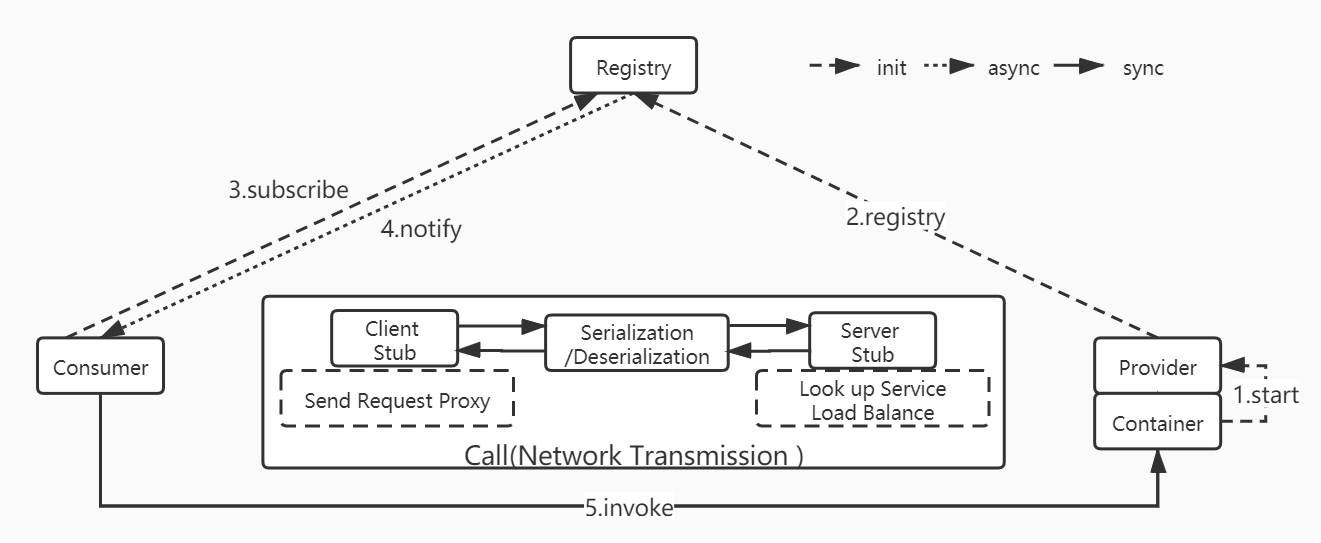 Registry
init
async
sync
3.subscribe
4.notify
2.registry
Client
Stub
Serialization
/Deserialization
Server
Stub
Consumer
Provider
Send Request Proxy
Look up Service
Load Balance
1.start
Container
Call(Network Transmission )
5.invoke